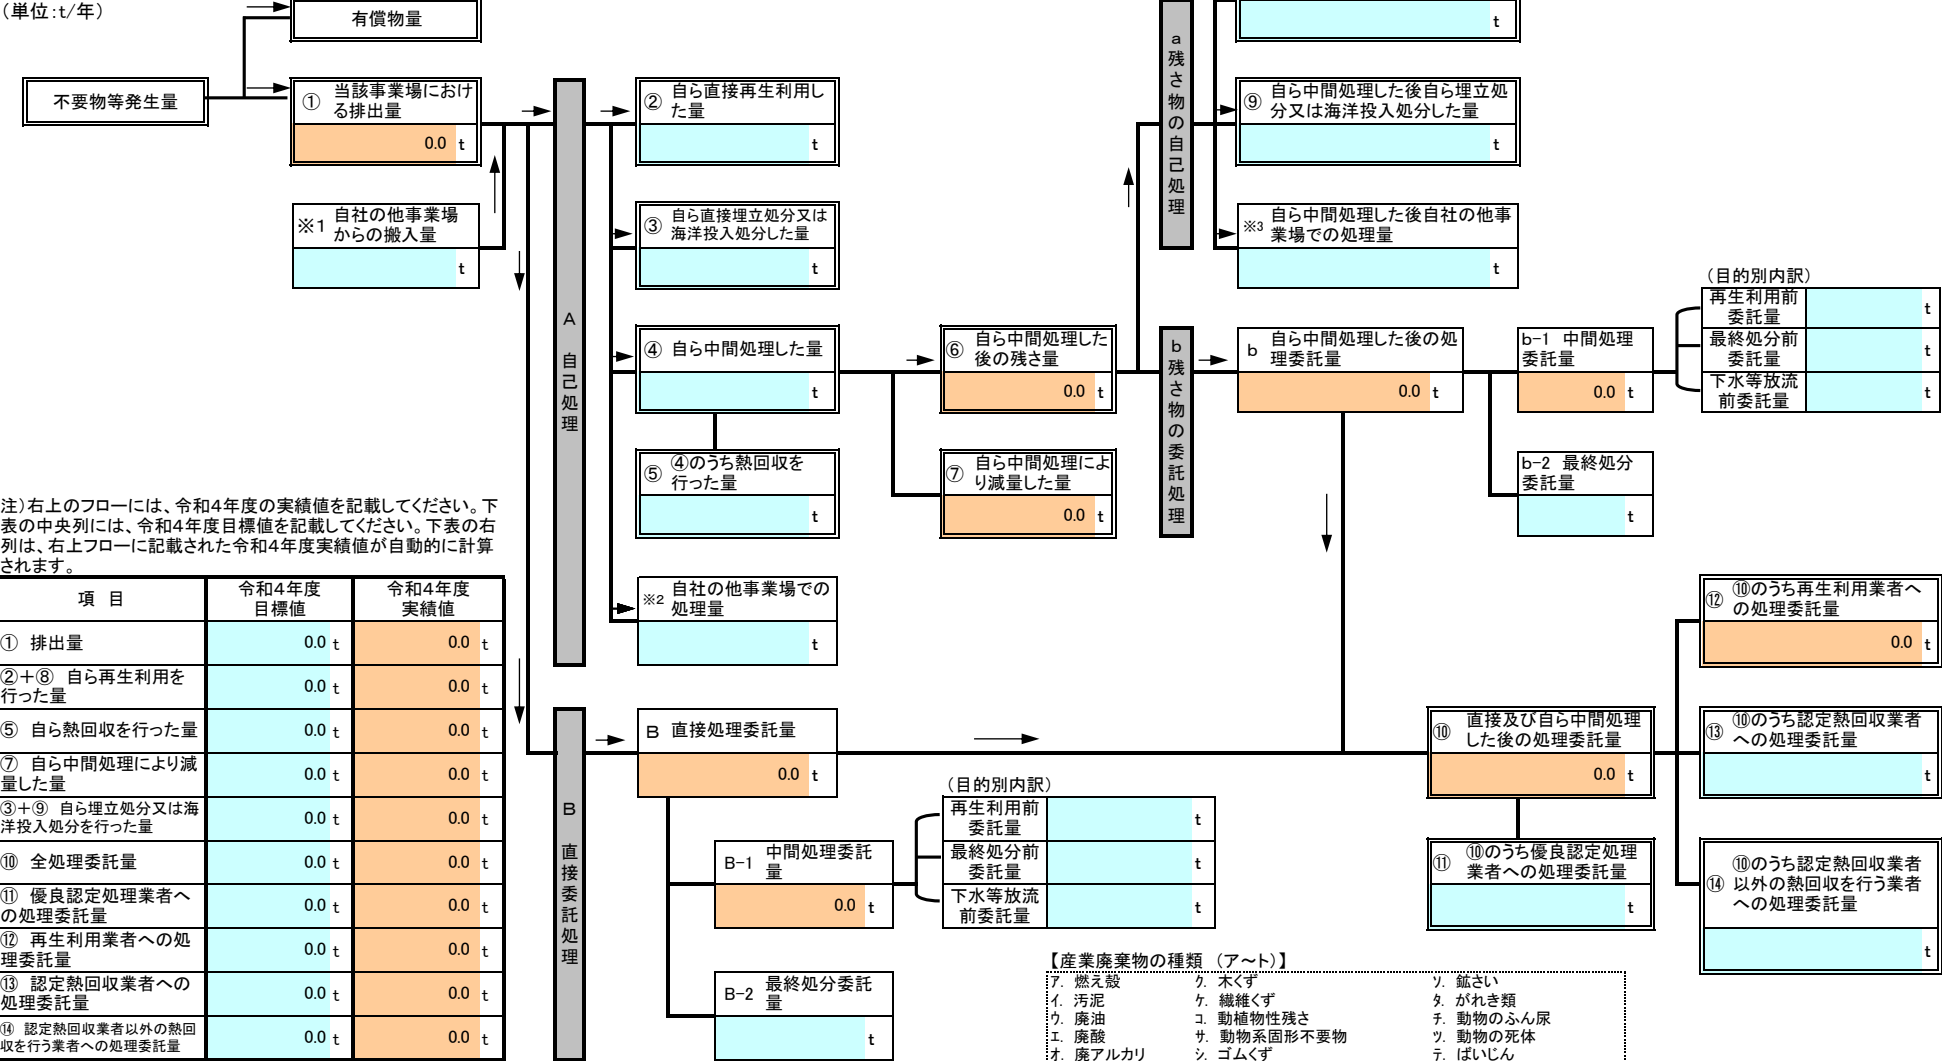 （単位：t/年）
有償物量
不要物等発生量
① 当該事業場におけ
る排出量
0.0 t
※1 自社の他事業場
からの搬入量
t
A 自己処理
② 自ら直接再生利用し
た量
t
③ 自ら直接埋立処分又は
海洋投入処分した量
t
④ 自ら中間処理した量
t
⑤ ④のうち熱回収を
行った量
t
※2 自社の他事業場での
処理量
t
⑥ 自ら中間処理した
後の残さ量
0.0 t
⑦ 自ら中間処理によ
り減量した量
0.0 t
a 残さ物の自己処理
t
⑨ 自ら中間処理した後自ら埋立処
分又は海洋投入処分した量
t
※3 自ら中間処理した後自社の他事
業場での処理量
t
b 残さ物の委託処理
b 自ら中間処理した後の処
理委託量
0.0 t
b-1 中間処理
委託量
0.0 t
（目的別内訳）
再生利用前
委託量
t
最終処分前
委託量
t
下水等放流
前委託量
t
b-2 最終処分
委託量
t
注）右上のフローには、令和4年度の実績値を記載してください。下
表の中央列には、令和4年度目標値を記載してください。下表の右
列は、右上フローに記載された令和4年度実績値が自動的に計算
されます。
項 目 令和4年度
目標値 令和4年度
実績値
① 排出量 0.0 t 0.0 t
②＋⑧ 自ら再生利用を
行った量 0.0 t 0.0 t
⑤ 自ら熱回収を行った量 0.0 t 0.0 t
⑦ 自ら中間処理により減
量した量 0.0 t 0.0 t
③＋⑨ 自ら埋立処分又は海
洋投入処分を行った量 0.0 t 0.0 t
⑩ 全処理委託量 0.0 t 0.0 t
⑪ 優良認定処理業者へ
の処理委託量 0.0 t 0.0 t
⑫ 再生利用業者への処
理委託量 0.0 t 0.0 t
⑬ 認定熱回収業者への
処理委託量 0.0 t 0.0 t
⑭ 認定熱回収業者以外の熱回
収を行う業者への処理委託量 0.0 t 0.0 t
B 直接委託処理
B 直接処理委託量
0.0 t
B-1 中間処理委託
量
0.0 t
（目的別内訳）
再生利用前
委託量
t
最終処分前
委託量
t
下水等放流
前委託量
t
B-2 最終処分委託
量
t
⑩ 直接及び自ら中間処理
した後の処理委託量
0.0 t
⑪ ⑩のうち優良認定処理
業者への処理委託量
t
⑫ ⑩のうち再生利用業者へ
の処理委託量
0.0 t
⑬ ⑩のうち認定熱回収業者
への処理委託量
t
⑭ ⑩のうち認定熱回収業者
以外の熱回収を行う業者
への処理委託量
t
【産業廃棄物の種類 （ア～ト）】
ア. 燃え殻 ク. 木くず ソ. 鉱さい
イ. 汚泥 ケ. 繊維くず タ. がれき類
ウ. 廃油 コ. 動植物性残さ チ. 動物のふん尿
エ. 廃酸 サ. 動物系固形不要物 ツ. 動物の死体
オ. 廃アルカリ シ. ゴムくず テ. ばいじん